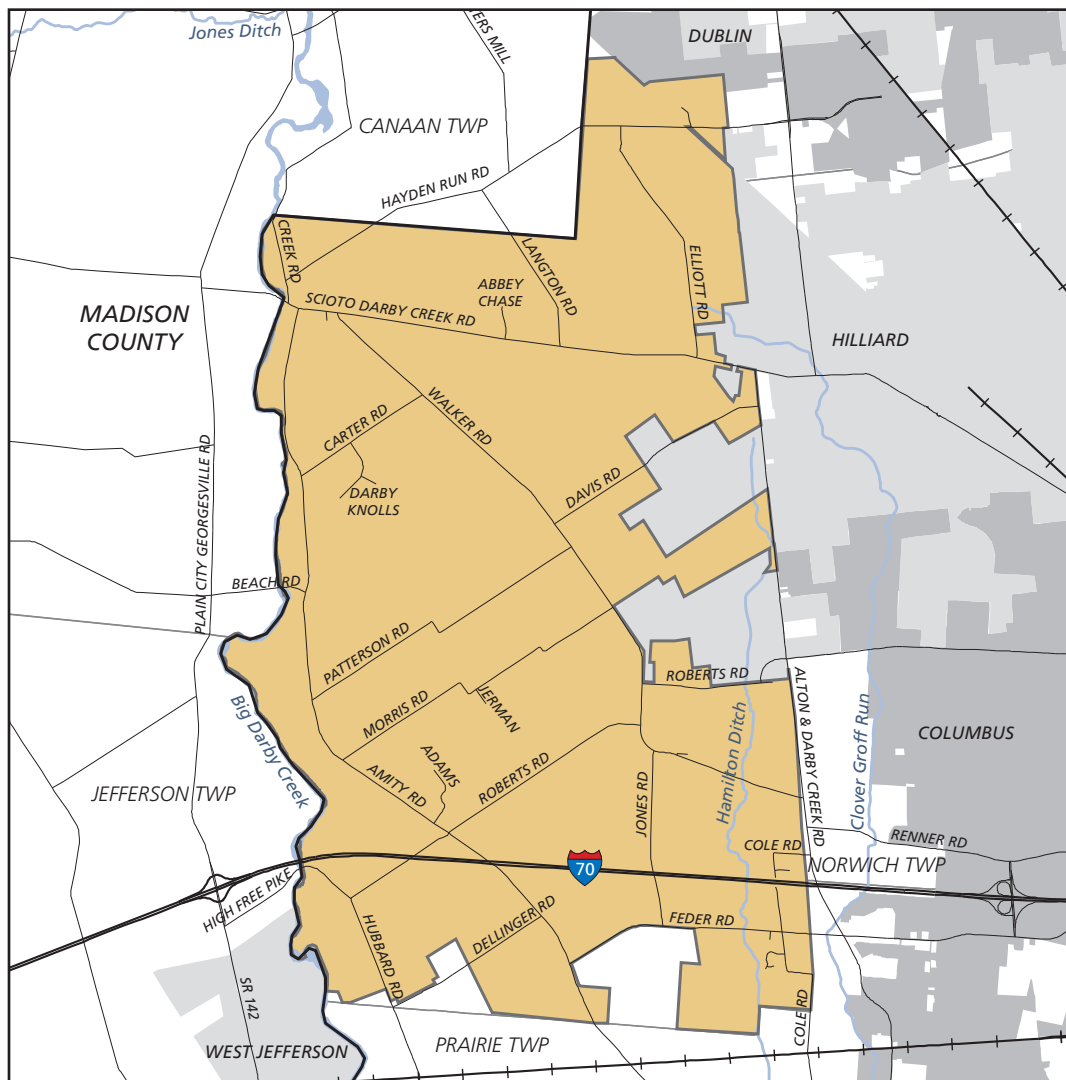 Jones Ditch
ERS MILL
DUBLIN
CANAAN TWP
HAYDEN RUN RD
CREEK RD
LANGTON RD
ELLIOTT RD
ABBEY
CHASE
SCIOTO DARBY CREEK RD
MADISON
COUNTY
HILLIARD
WALKER RD
CARTER RD
PLAIN CITY GEORGESVILLE RD
DARBY
KNOLLS
DAVIS RD
BEACH RD
PATTERSON RD
ROBERTS RD
MORRIS RD
JERMAN
ALTON & DARBY CREEK RD
Hamilton Ditch
Clover Groff Run
COLUMBUS
Big Darby Creek
ADAMS
ROBERTS RD
AMITY RD
JEFFERSON TWP
JONES RD
RENNER RD
COLE RD
NORWICH TWP
70
HIGH FREE PIKE
HUBBARD RD
DELLINGER RD
FEDER RD
SR 142
COLE RD
WEST JEFFERSON
PRAIRIE TWP